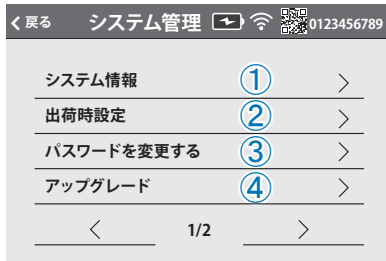 < 戻る システム管理 0123456789
システム情報 ① >
出荷時設定 ② >
パスワードを変更する ③ >
アップグレード ④ >
< 1/2 >